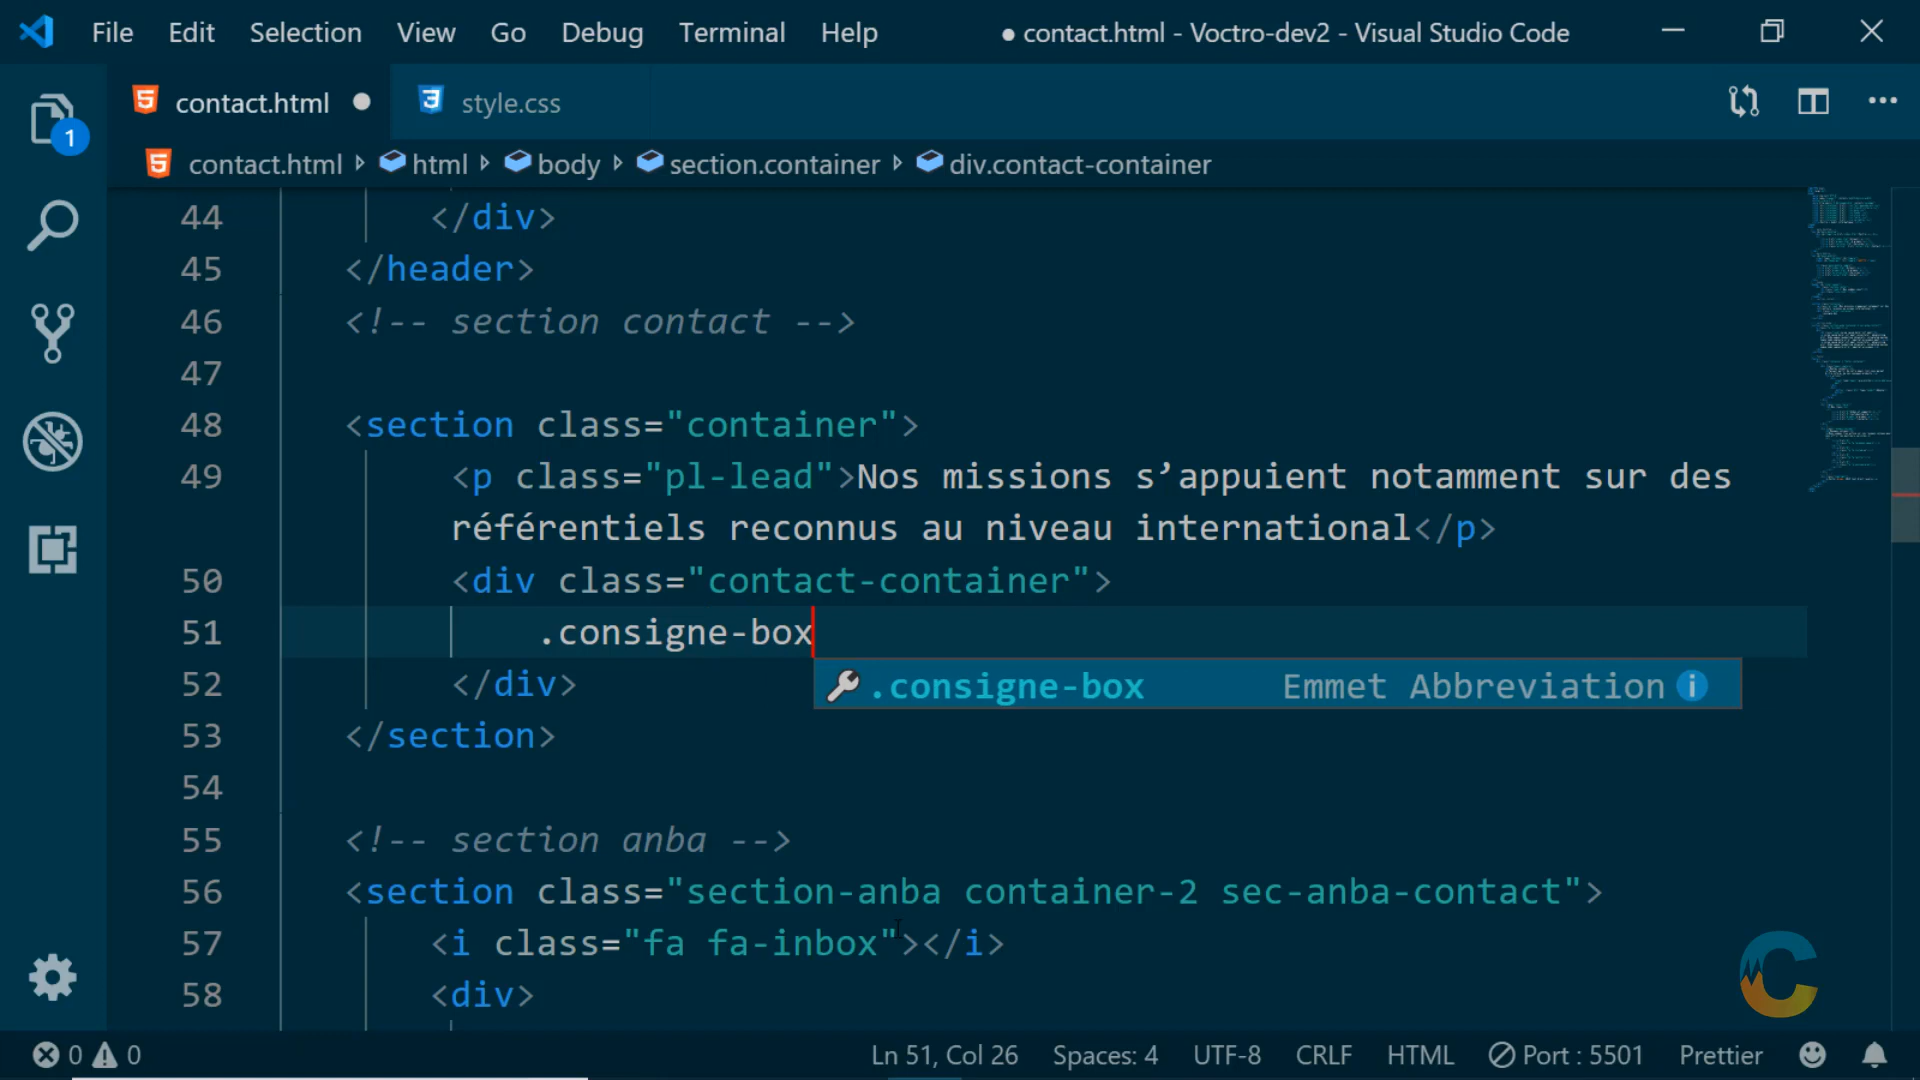 File Edit Selection View Go Debug Terminal Help ● contact.html - Voctro-dev2 - Visual Studio Code
contact.html ● style.css
1
contact.html html body section.container div.contact-container
44 </div>
45 </header>
46 <!-- section contact -->
47
48 <section class="container">
49 <p class="pl-lead">Nos missions s’appuient notamment sur des
référentiels reconnus au niveau international</p>
50 <div class="contact-container">
51 .consigne-box
.consigne-box Emmet Abbreviation
52 </div>
53 </section>
54
55 <!-- section anba -->
56 <section class="section-anba container-2 sec-anba-contact">
57 <i class="fa fa-inbox"></i>
58 <div>
C
0 0 Ln 51, Col 26 Spaces: 4 UTF-8 CRLF HTML Port : 5501 Prettier